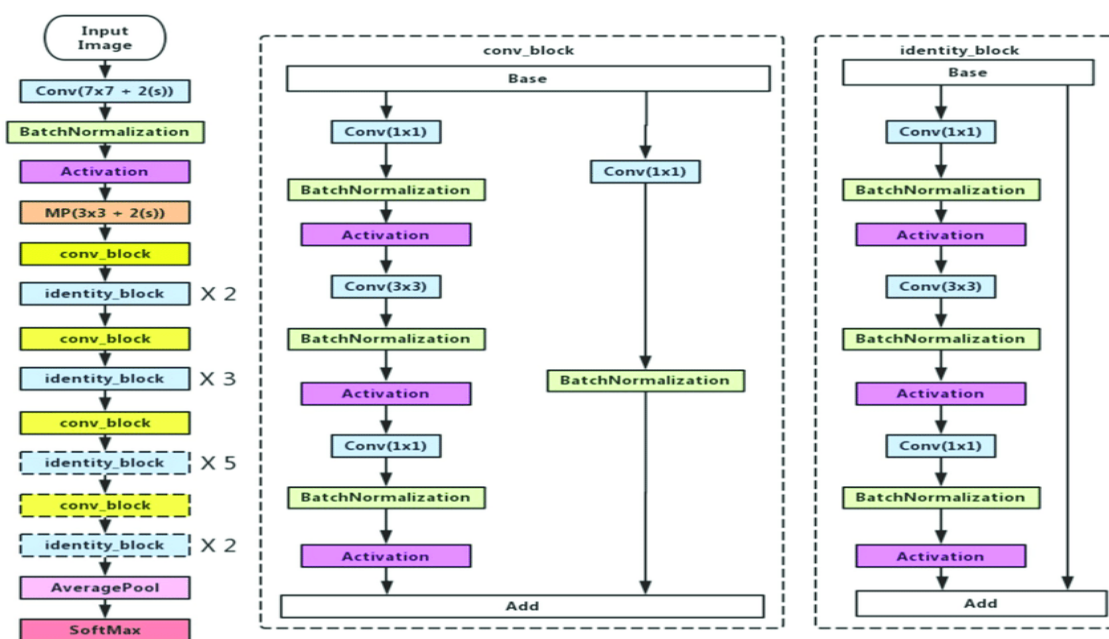 Input
Image
Conv(7x7 + 2(s))
BatchNormalization
Activation
MP(3x3 + 2(s))
conv_block
identity_block X 2
conv_block
identity_block X 3
conv_block
identity_block X 5
conv_block
identity_block X 2
AveragePool
SoftMax
conv_block
Base
Conv(1x1)
BatchNormalization
Activation
Conv(3x3)
BatchNormalization
Activation
Conv(1x1)
BatchNormalization
Activation
Conv(1x1)
BatchNormalization
Add
identity_block
Base
Conv(1x1)
BatchNormalization
Activation
Conv(3x3)
BatchNormalization
Activation
Conv(1x1)
BatchNormalization
Activation
Add